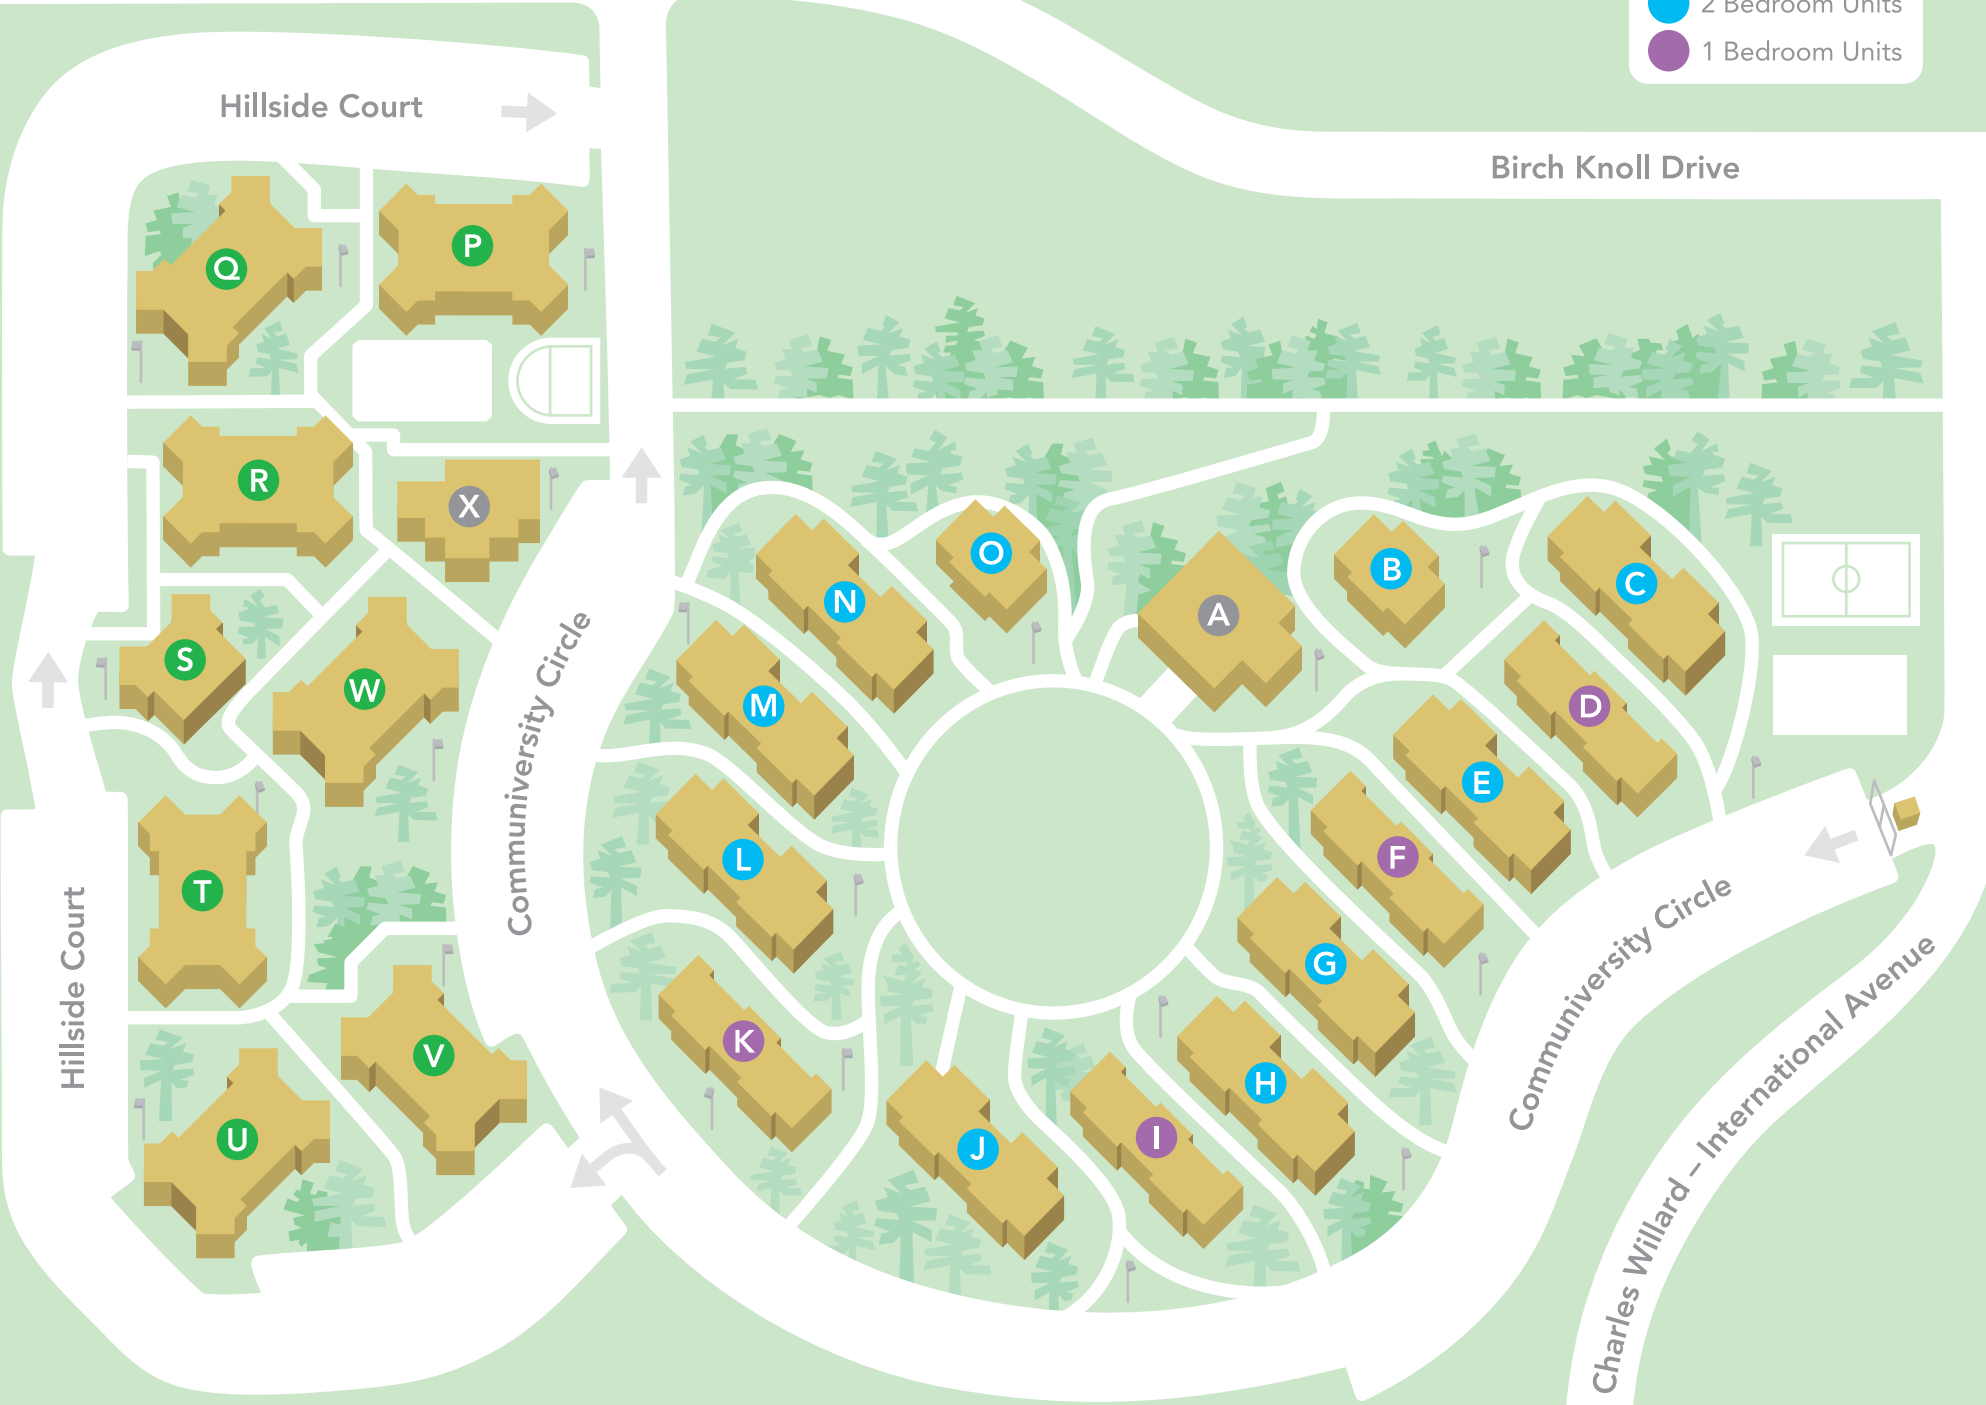 2 Bedroom Units
1 Bedroom Units
Hillside Court
Birch Knoll Drive
Q
P
R
X
S
W
T
V
U
Hillside Court
Communiversity Circle
O
N
M
L
K
J
I
H
G
F
E
D
C
B
A
Communiversity Circle
Charles Willard – International Avenue